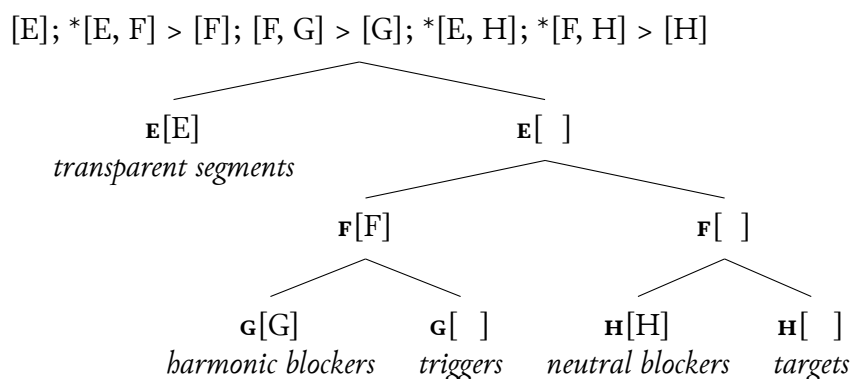 [E]; *[E, F] > [F]; [F, G] > [G]; *[E, H]; *[F, H] > [H]
ᴇ[E] ᴇ[ ]
transparent segments
ꜰ[F] ꜰ[ ]
ɢ[G] ɢ[ ] ʜ[H] ʜ[ ]
harmonic blockers triggers neutral blockers targets